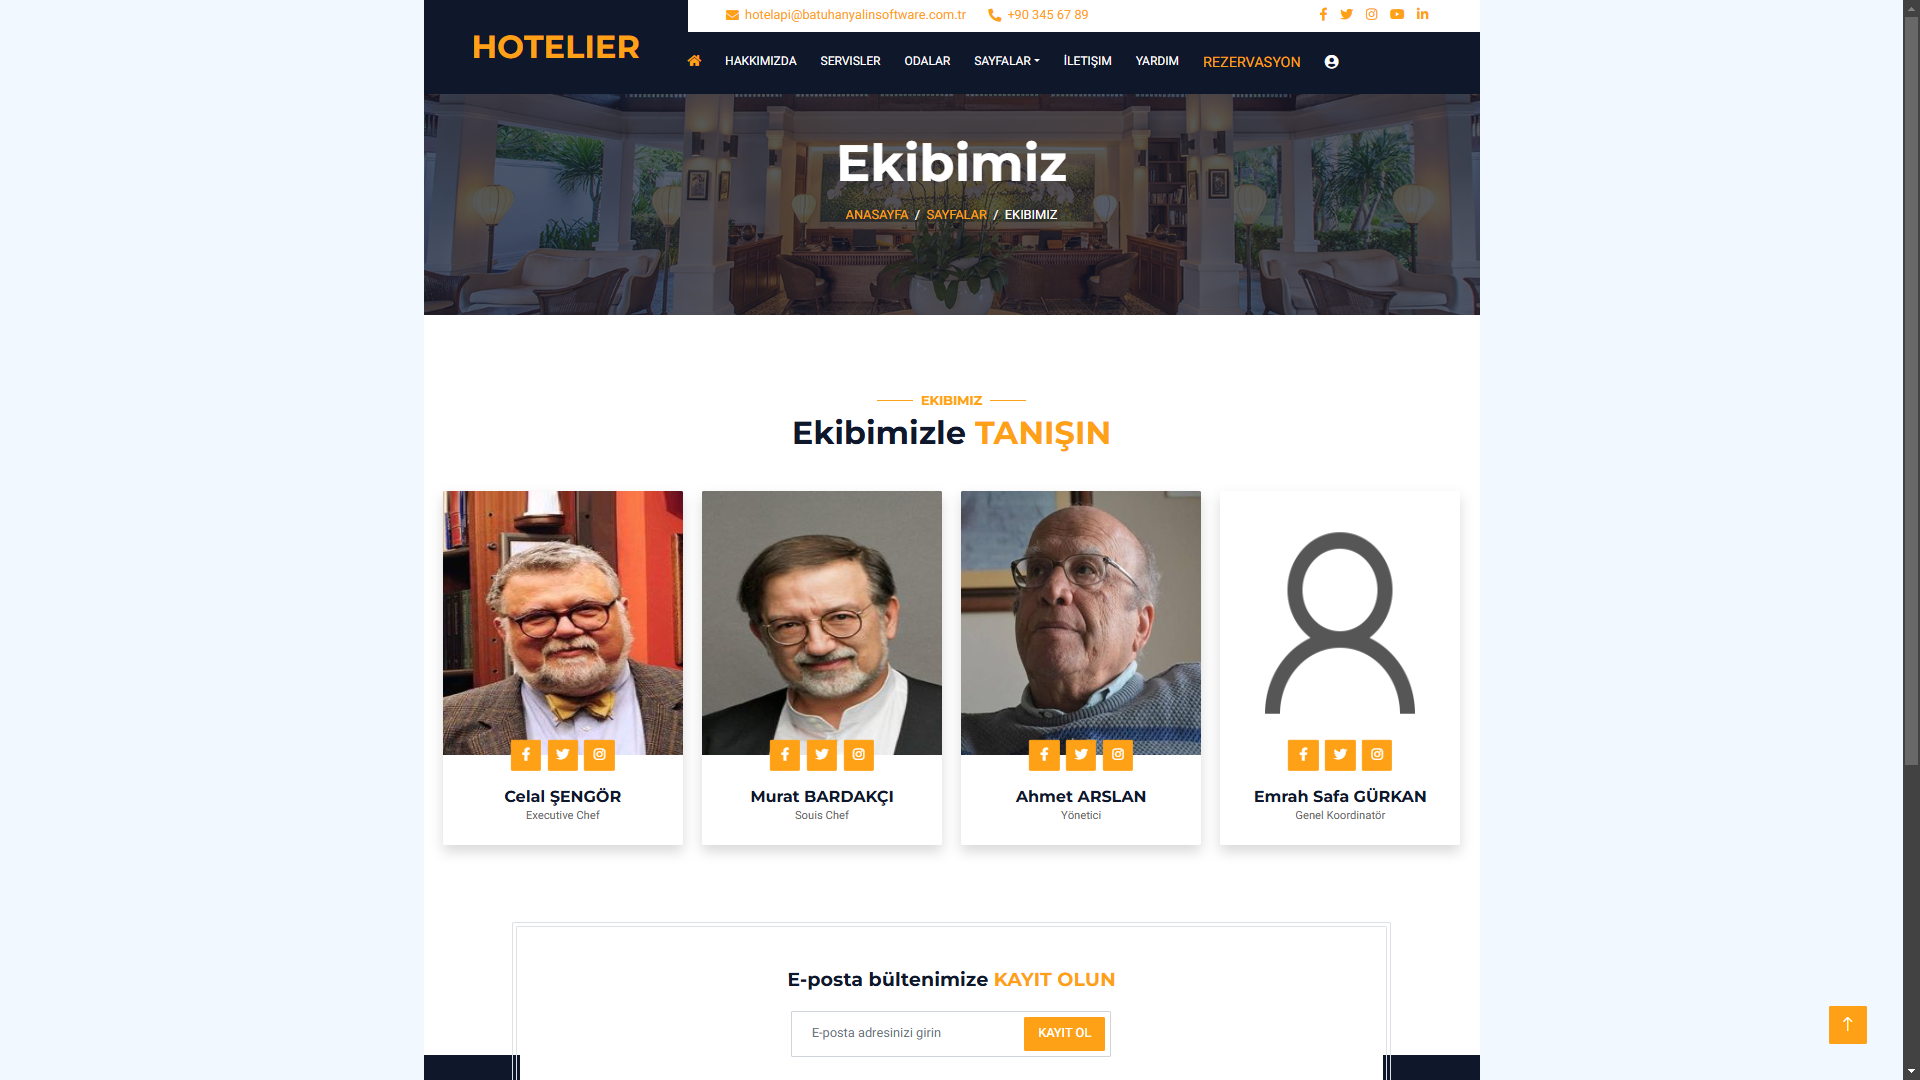 hotelapi@batuhanyalinsoftware.com.tr +90 345 67 89
HOTELIER
HAKKIMIZDA SERVISLER ODALAR SAYFALAR İLETIŞIM YARDIM REZERVASYON
Ekibimiz
ANASAYFA / SAYFALAR / EKIBIMIZ
EKIBIMIZ
Ekibimizle TANIŞIN
Celal ŞENGÖR
Executive Chef
Murat BARDAKÇI
Souis Chef
Ahmet ARSLAN
Yönetici
Emrah Safa GÜRKAN
Genel Koordinatör
E-posta bültenimize KAYIT OLUN
E-posta adresinizi girin
KAYIT OL